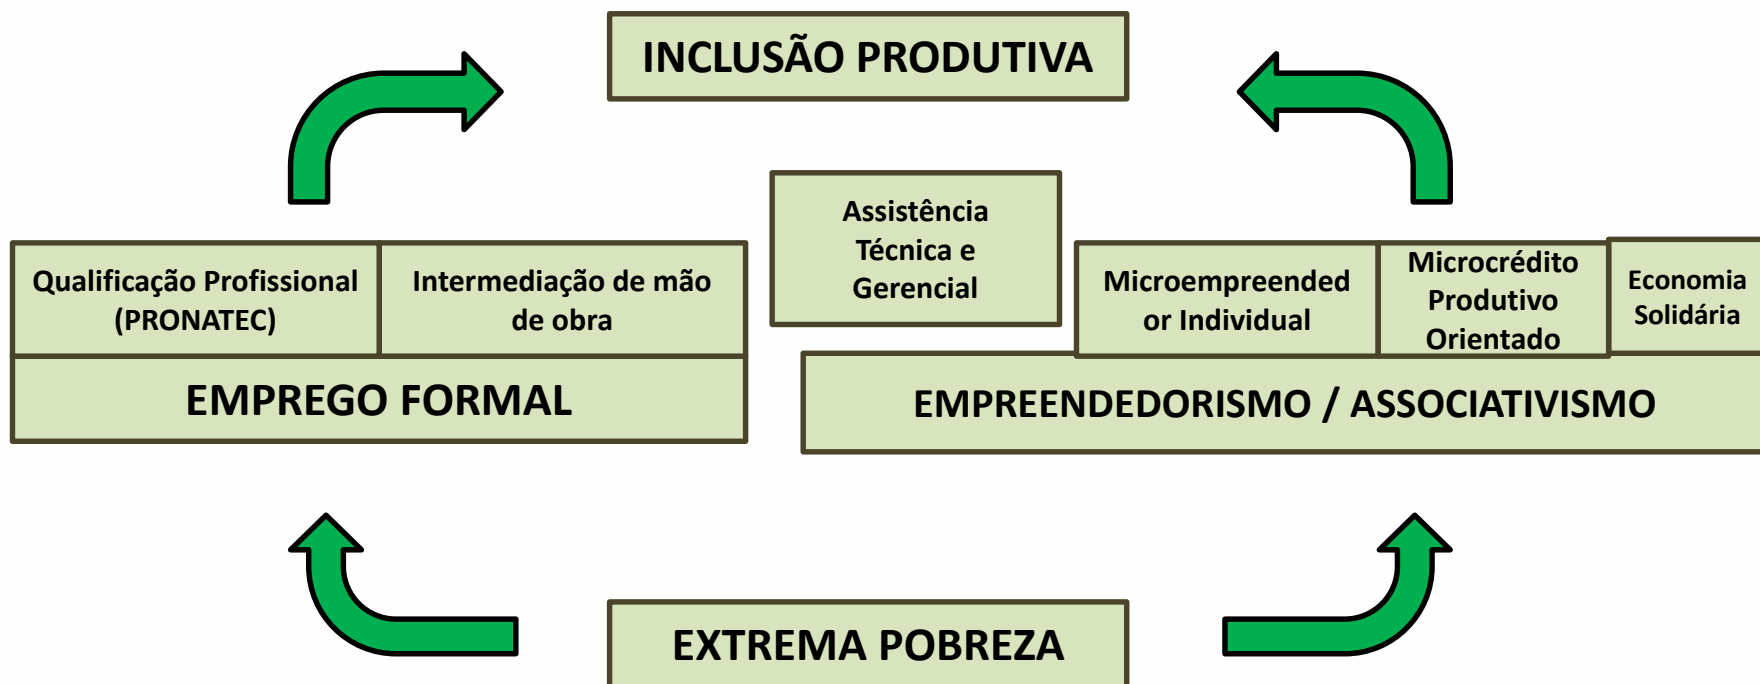 INCLUSÃO PRODUTIVA
Assistência
Técnica e
Gerencial
Qualificação Profissional
(PRONATEC)
Intermediação de mão
de obra
Microempreended
or Individual
Microcrédito
Produtivo
Orientado
Economia
Solidária
EMPREGO FORMAL
EMPREENDEDORISMO / ASSOCIATIVISMO
EXTREMA POBREZA